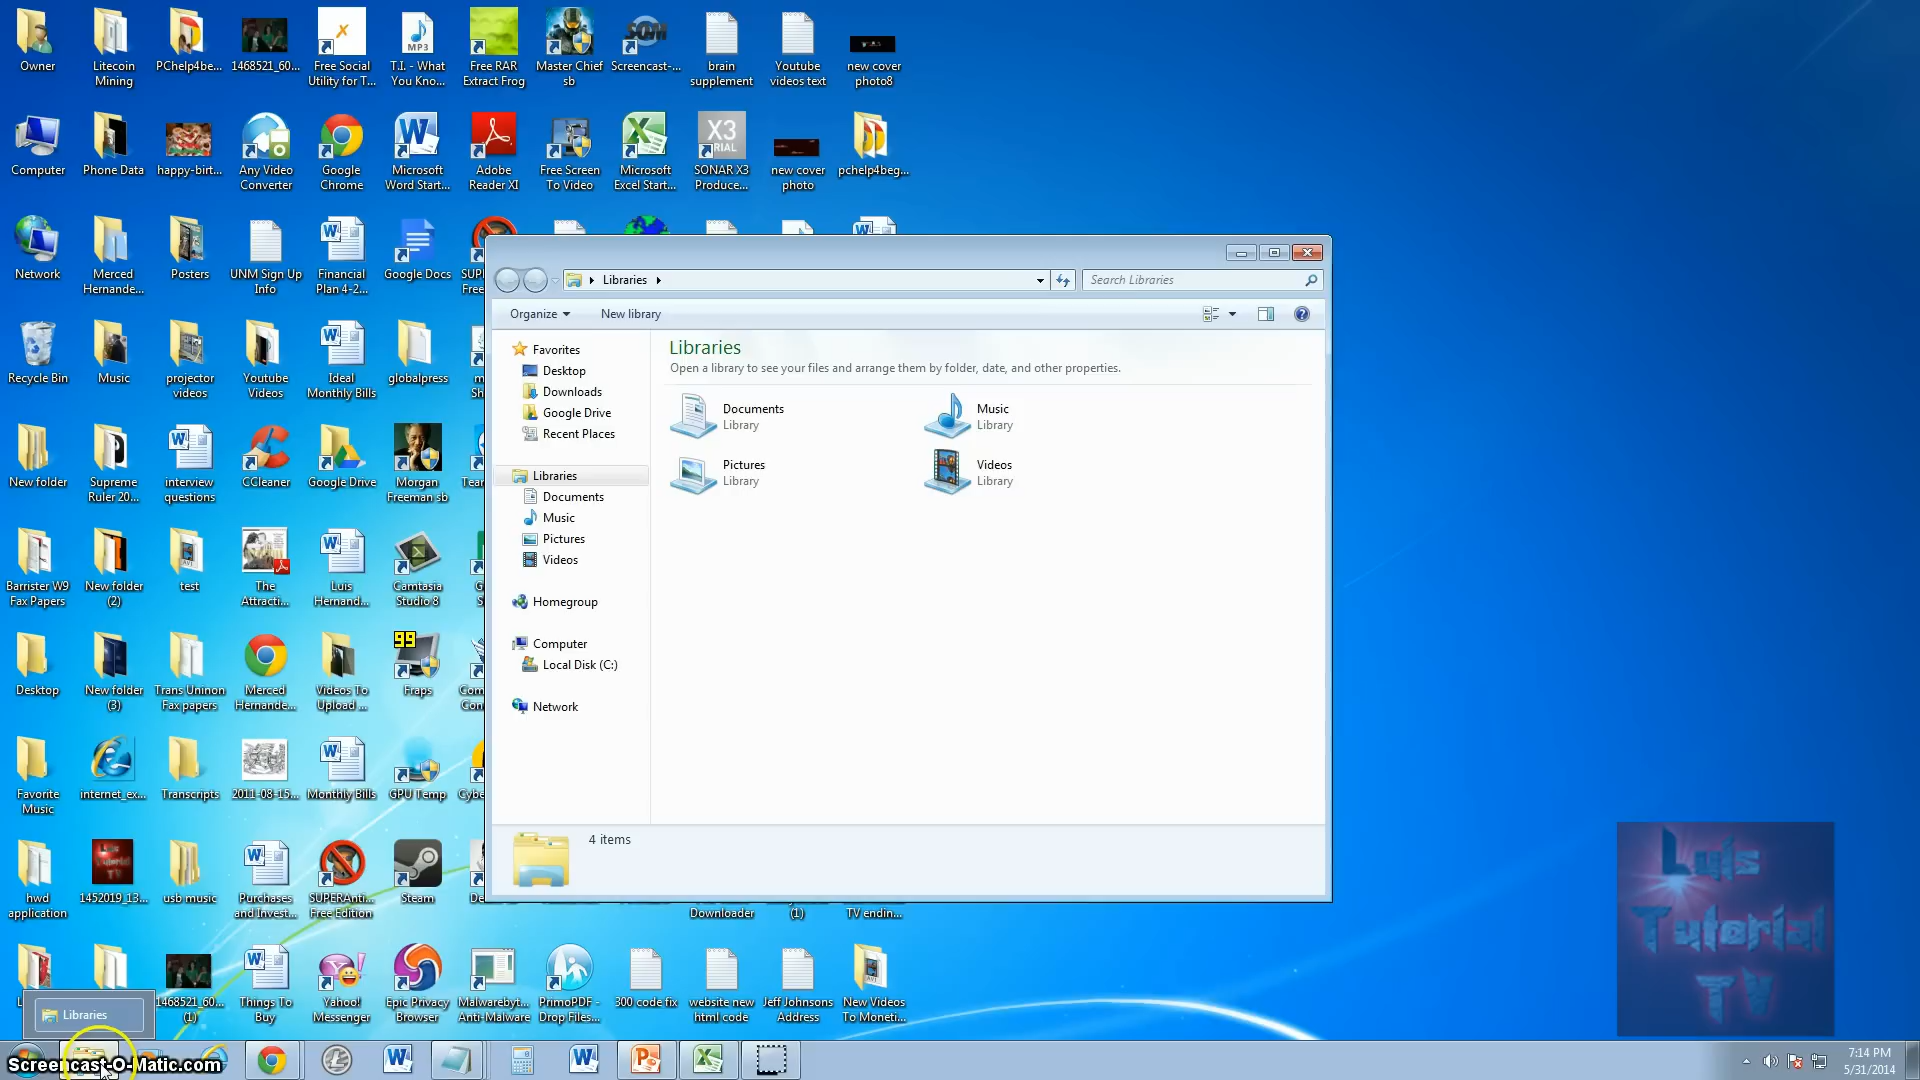 Owner
Litecoin
Mining
PChelp4be...
1468521_60...
Free Social
Utility for T...
T.I. - What
You Kno...
Free RAR
Extract Frog
Master Chief
sb
Screencast-...
brain
supplement
Youtube
videos text
new cover
photo8
Computer
Phone Data
happy-birt...
Any Video
Converter
Google
Chrome
Microsoft
Word Start...
Adobe
Reader XI
Free Screen
To Video
Microsoft
Excel Start...
SONAR X3
Produce...
new cover
photo
pchelp4beg...
Network
Merced
Hernande...
Posters
UNM Sign Up
Info
Financial
Plan 4-2...
Google Docs
Recycle Bin
Music
projector
videos
Youtube
Videos
Ideal
Monthly Bills
globalpress
New folder
Supreme
Ruler 20...
interview
questions
CCleaner
Google Drive
Morgan
Freeman sb
Barrister W9
Fax Papers
New folder
(2)
test
The
Attracti...
Luis
Hernand...
Camtasia
Studio 8
Desktop
New folder
(3)
Trans Uninon
Fax papers
Merced
Hernande...
Videos To
Upload ...
99
Fraps
Favorite
Music
internet_ex...
Transcripts
2011-08-15...
Monthly Bills
GPU Temp
hwd
application
1452019_13...
usb music
Purchases
and Invest...
SUPERAnti...
Free Edition
Steam
Downloader
(1)
TV endin...
1468521_60...
(1)
Things To
Buy
Yahoo!
Messenger
Epic Privacy
Browser
Malwarebyt...
Anti-Malware
PrimoPDF -
Drop Files...
300 code fix
website new
html code
Jeff Johnsons
Address
New Videos
To Moneti...
Libraries
Search Libraries
Organize
New library
Favorites
Desktop
Downloads
Google Drive
Recent Places
Libraries
Documents
Music
Pictures
Videos
Homegroup
Computer
Local Disk (C:)
Network
Libraries
Open a library to see your files and arrange them by folder, date, and other properties.
Documents
Library
Music
Library
Pictures
Library
Videos
Library
4 items
Luis
Tutorial
TV
Libraries
Screencast-O-Matic.com
7:14 PM
5/31/2014